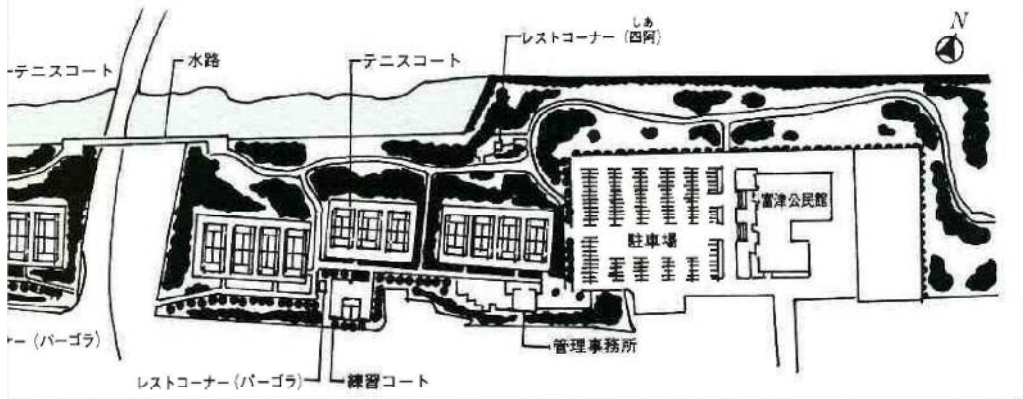 しあ
レストコーナー(四阿)
N
テニスコート
水路
テニスコート
富津公民館
駐車場
ナー(パーゴラ)
管理事務所
レストコーナー(パーゴラ)
練習コート